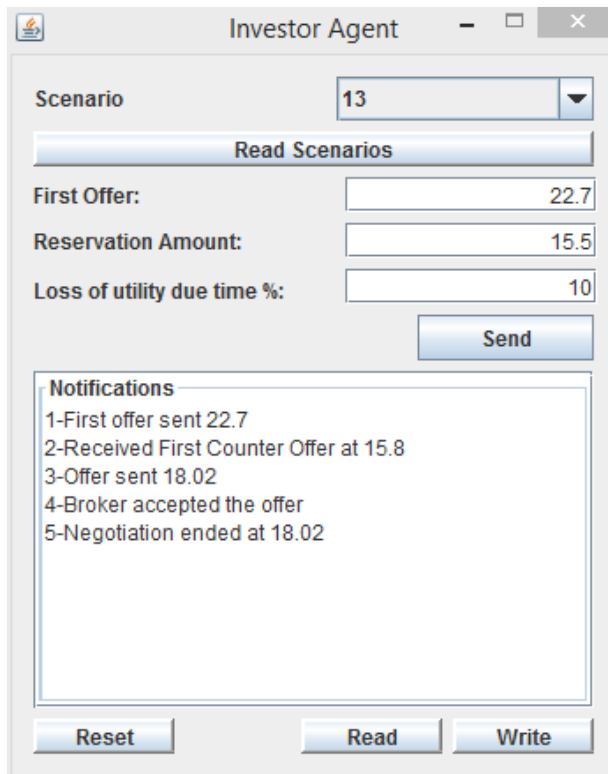 Investor Agent
Scenario 13
Read Scenarios
First Offer: 22.7
Reservation Amount: 15.5
Loss of utility due time %: 10
Send
Notifications
1-First offer sent 22.7
2-Received First Counter Offer at 15.8
3-Offer sent 18.02
4-Broker accepted the offer
5-Negotiation ended at 18.02
Reset Read Write